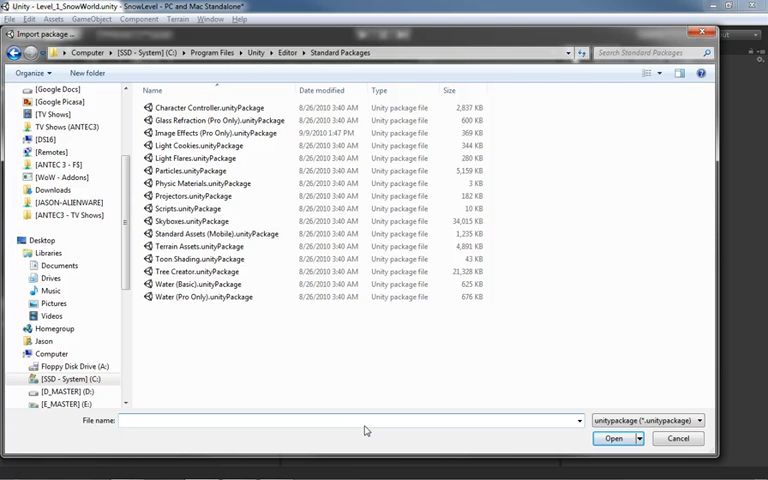 Unity - Level_1_SnowWorld.unity - SnowLevel - PC and Mac Standalone*
File Edit Assets GameObject Component Terrain Window Help
Import package ...
Computer [SSD - System] (C:) Program Files Unity Editor Standard Packages Search Standard Packages
Organize New folder
Name Date modified Type Size
[Google Docs]
[Google Picasa]
[TV Shows]
TV Shows (ANTEC3)
[DS16]
[Remotes]
[ANTEC 3 - FS]
[WoW - Addons]
Downloads
[JASON-ALIENWARE]
[ANTEC3 - TV Shows]
Desktop
Libraries
Documents
Drives
Music
Pictures
Videos
Homegroup
Jason
Computer
Floppy Disk Drive (A:)
[SSD - System] (C:)
[D_MASTER] (D:)
[E_MASTER] (E:)
Character Controller.unityPackage 8/26/2010 3:40 AM Unity package file 2,837 KB
Glass Refraction (Pro Only).unityPackage 8/26/2010 3:40 AM Unity package file 600 KB
Image Effects (Pro Only).unityPackage 9/9/2010 1:47 PM Unity package file 369 KB
Light Cookies.unityPackage 8/26/2010 3:40 AM Unity package file 344 KB
Light Flares.unityPackage 8/26/2010 3:40 AM Unity package file 280 KB
Particles.unityPackage 8/26/2010 3:40 AM Unity package file 5,159 KB
Physic Materials.unityPackage 8/26/2010 3:40 AM Unity package file 3 KB
Projectors.unityPackage 8/26/2010 3:40 AM Unity package file 182 KB
Scripts.unityPackage 8/26/2010 3:40 AM Unity package file 10 KB
Skyboxes.unityPackage 8/26/2010 3:40 AM Unity package file 34,015 KB
Standard Assets (Mobile).unityPackage 8/26/2010 3:40 AM Unity package file 1,235 KB
Terrain Assets.unityPackage 8/26/2010 3:40 AM Unity package file 4,891 KB
Toon Shading.unityPackage 8/26/2010 3:40 AM Unity package file 43 KB
Tree Creator.unityPackage 8/26/2010 3:40 AM Unity package file 21,328 KB
Water (Basic).unityPackage 8/26/2010 3:40 AM Unity package file 625 KB
Water (Pro Only).unityPackage 8/26/2010 3:40 AM Unity package file 676 KB
File name: unitypackage (*.unitypackage)
Open Cancel